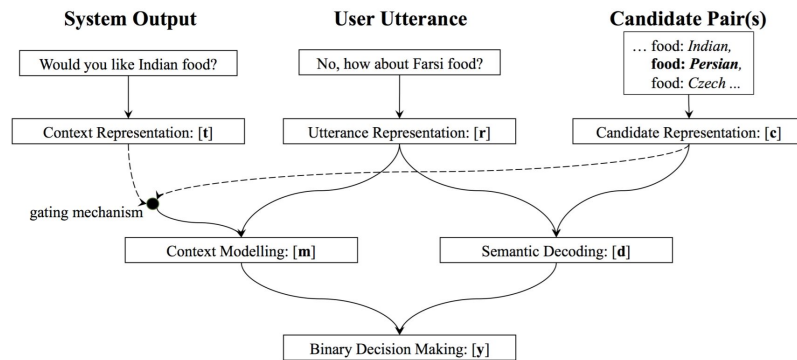 System Output
User Utterance
Candidate Pair(s)
Would you like Indian food?
No, how about Farsi food?
... food: Indian,
food: Persian,
food: Czech ...
Context Representation: [t]
Utterance Representation: [r]
Candidate Representation: [c]
gating mechanism
Context Modelling: [m]
Semantic Decoding: [d]
Binary Decision Making: [y]